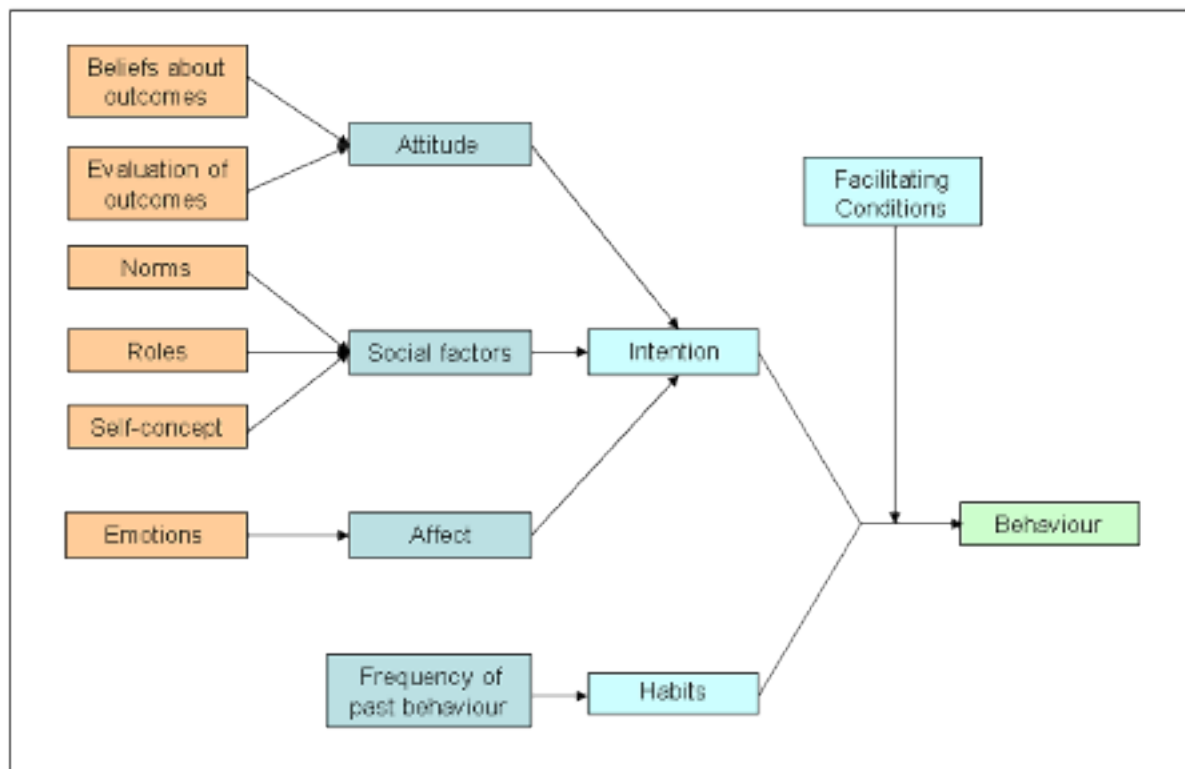 Beliefs about
outcomes
Evaluation of
outcomes
Norms
Roles
Self-concept
Emotions
Attitude
Social factors
Affect
Frequency of
past behaviour
Intention
Habits
Facilitating
Conditions
Behaviour